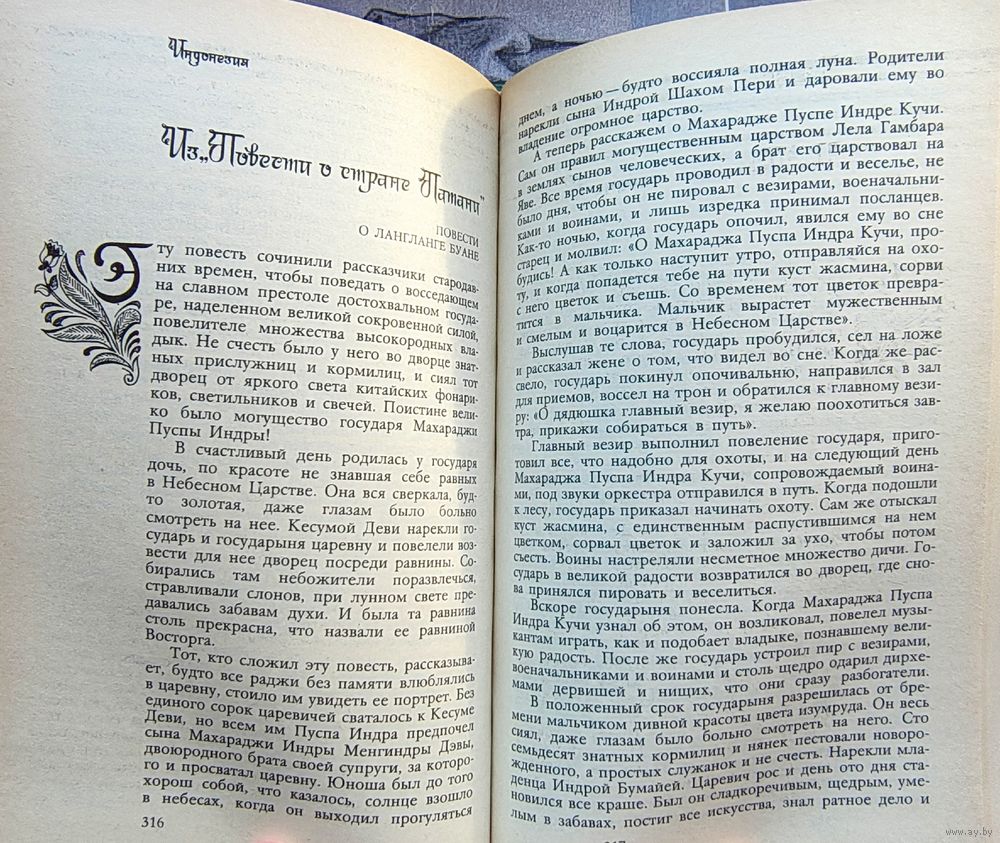 Индонезия
Из „Повести о стране Патани"
ПОВЕСТИ
О ЛАНГЛАНГЕ БУАНЕ
Эту повесть сочинили рассказчики стародав-
них времен, чтобы поведать о восседающем
на славном престоле достохвальном госуда-
ре, наделенном великой сокровенной силой,
повелителе множества высокородных вла-
дык. Не счесть было у него во дворце знат-
ных прислужниц и кормилиц, и сиял тот
дворец от яркого света китайских фонари-
ков, светильников и свечей. Поистине вели-
ко было могущество государя Махараджи
Пуспы Индры!
В счастливый день родилась у государя
дочь, по красоте не знавшая себе равных
в Небесном Царстве. Она вся сверкала, буд-
то золотая, даже глазам было больно
смотреть на нее. Кесумой Деви нарекли го-
сударь и государыня царевну и повелели воз-
вести для нее дворец посреди равнины. Со-
бирались там небожители поразвлечься,
стравливали слонов, при лунном свете пре-
давались забавам духи. И была та равнина
столь прекрасна, что назвали ее равниной
Восторга.
Тот, кто сложил эту повесть, рассказыва-
ет, будто все раджи без памяти влюблялись
в царевну, стоило им увидеть ее портрет. Без
единого сорок царевичей сваталось к Кесуме
Деви, но всем им Пуспа Индра предпочел
сына Махараджи Индры Менгиндры Дэвы,
двоюродного брата своей супруги, за которо-
го и просватал царевну. Юноша был до того
хорош собой, что казалось, солнце взошло
в небесах, когда он выходил прогуляться
316
днем, а ночью — будто воссияла полная луна. Родители
нарекли сына Индрой Шахом Пери и даровали ему во
владение огромное царство.
А теперь расскажем о Махарадже Пуспе Индре Кучи.
Сам он правил могущественным царством Лела Гамбара
в землях сынов человеческих, а брат его царствовал на
Яве. Все время государь проводил в радости и веселье, не
было дня, чтобы он не пировал с везирами, военачальни-
ками и воинами, и лишь изредка принимал посланцев.
Как-то ночью, когда государь опочил, явился ему во сне
старец и молвил: «О Махараджа Пуспа Индра Кучи, про-
будись! А как только наступит утро, отправляйся на охо-
ту, и когда попадется тебе на пути куст жасмина, сорви
с него цветок и съешь. Со временем тот цветок превра-
тится в мальчика. Мальчик вырастет мужественным
и смелым и воцарится в Небесном Царстве».
Выслушав те слова, государь пробудился, сел на ложе
и рассказал жене о том, что видел во сне. Когда же рас-
свело, государь покинул опочивальню, направился в зал
для приемов, воссел на трон и обратился к главному вези-
ру: «О дядюшка главный везир, я желаю поохотиться зав-
тра, прикажи собираться в путь».
Главный везир выполнил повеление государя, приго-
товил все, что надобно для охоты, и на следующий день
Махараджа Пуспа Индра Кучи, сопровождаемый воина-
ми, под звуки оркестра отправился в путь. Когда подошли
к лесу, государь приказал начинать охоту. Сам же отыскал
куст жасмина, с единственным распустившимся на нем
цветком, сорвал цветок и заложил за ухо, чтобы потом
съесть. Воины настреляли несметное множество дичи. Го-
сударь в великой радости возвратился во дворец, где сно-
ва принялся пировать и веселиться.
Вскоре государыня понесла. Когда Махараджа Пуспа
Индра Кучи узнал об этом, он возликовал, повелел музы-
кантам играть, как и подобает владыке, познавшему вели-
кую радость. После же государь устроил пир с везирами,
военачальниками и воинами и столь щедро одарил дирхе-
мами дервишей и нищих, что они сразу разбогатели.
В положенный срок государыня разрешилась от бре-
мени мальчиком дивной красоты цвета изумруда. Он весь
сиял, даже глазам было больно смотреть на него. Сто
семьдесят знатных кормилиц и нянек пестовали новоро-
жденного, а простых служанок и не счесть. Нарекли мла-
денца Индрой Бумайей. Царевич рос и день ото дня ста-
новился все краше. Был он сладкоречивым, щедрым, уме-
лым в забавах, постиг все искусства, знал ратное дело и
www.ay.by